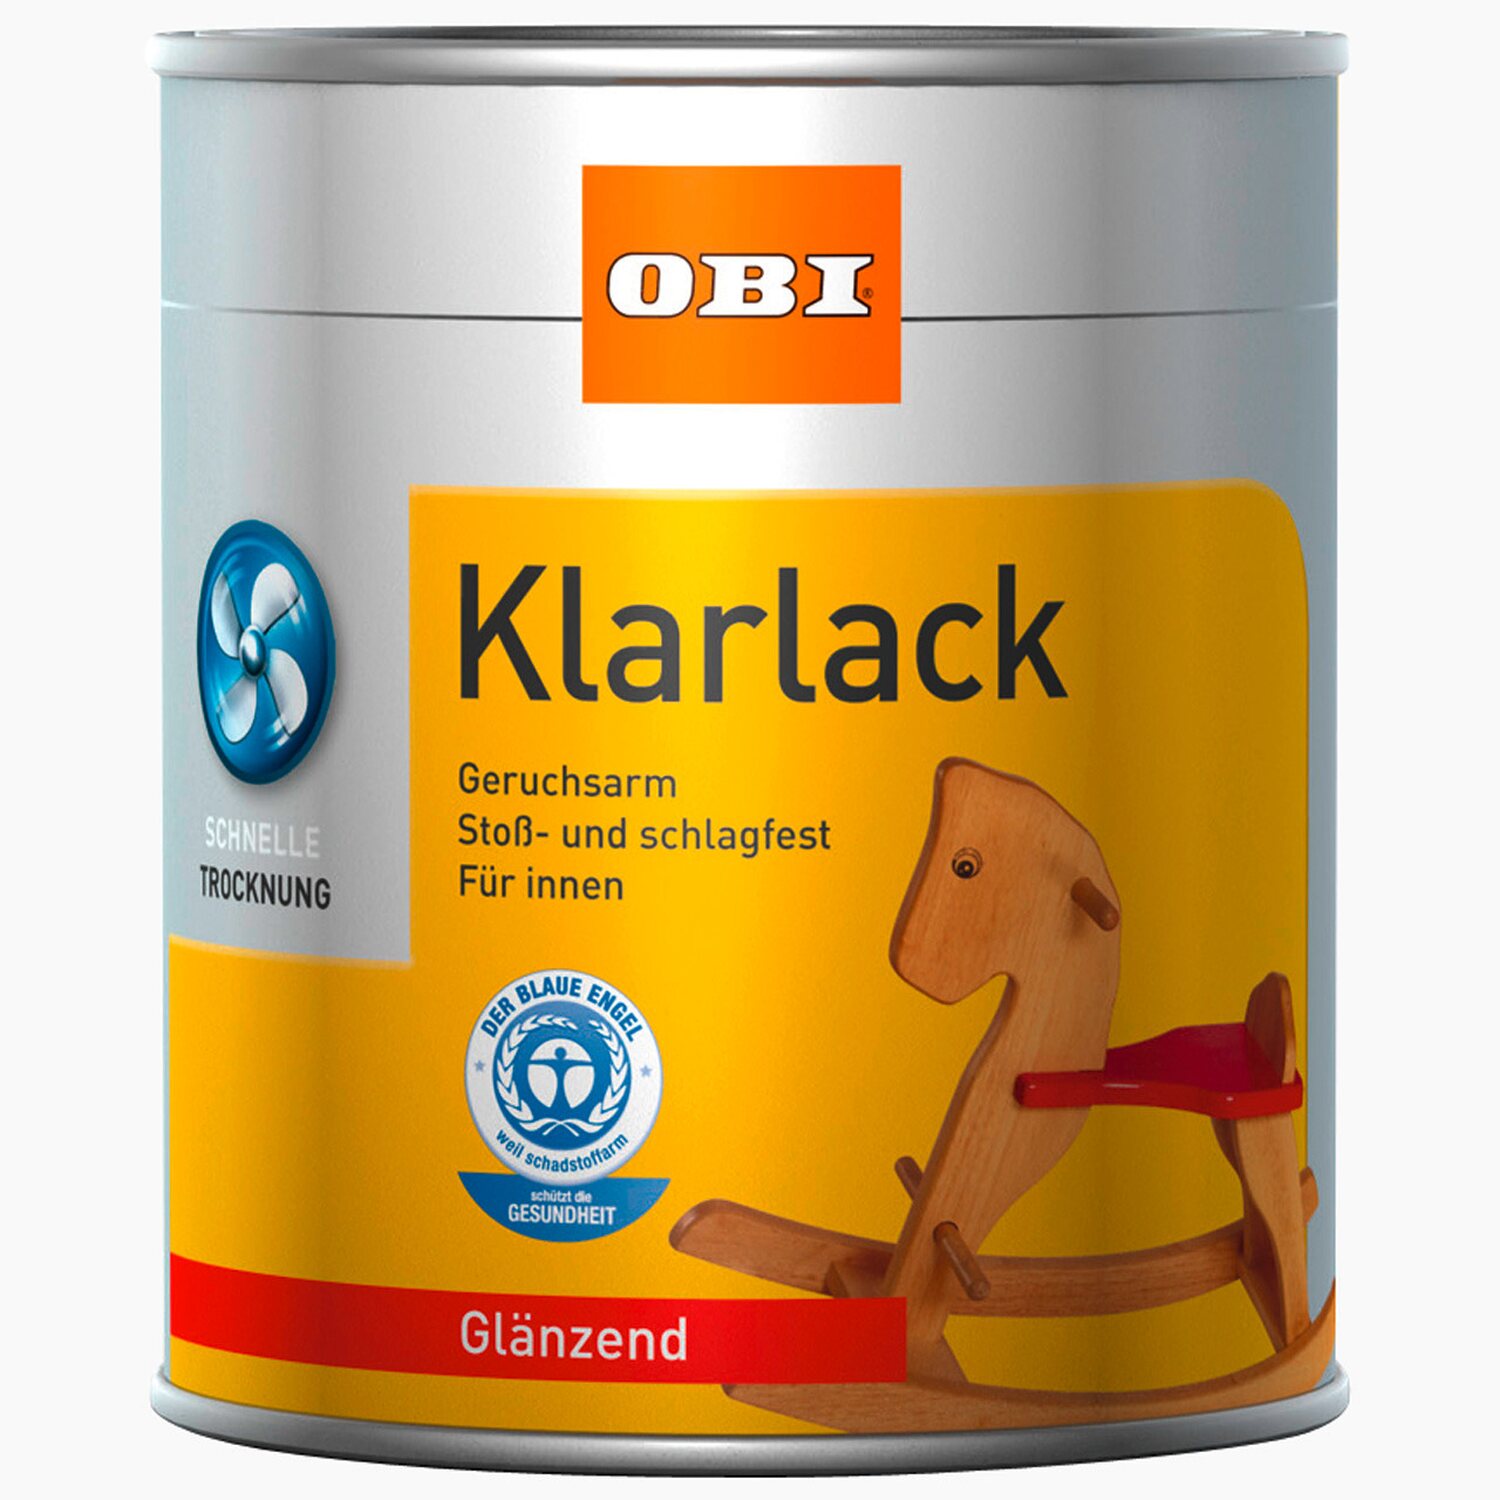 OBI®
Klarlack
Geruchsarm
Stoß- und schlagfest
Für innen
SCHNELLE
TROCKNUNG
DER BLAUE ENGEL
weil schadstoffarm
schützt die
GESUNDHEIT
Glänzend